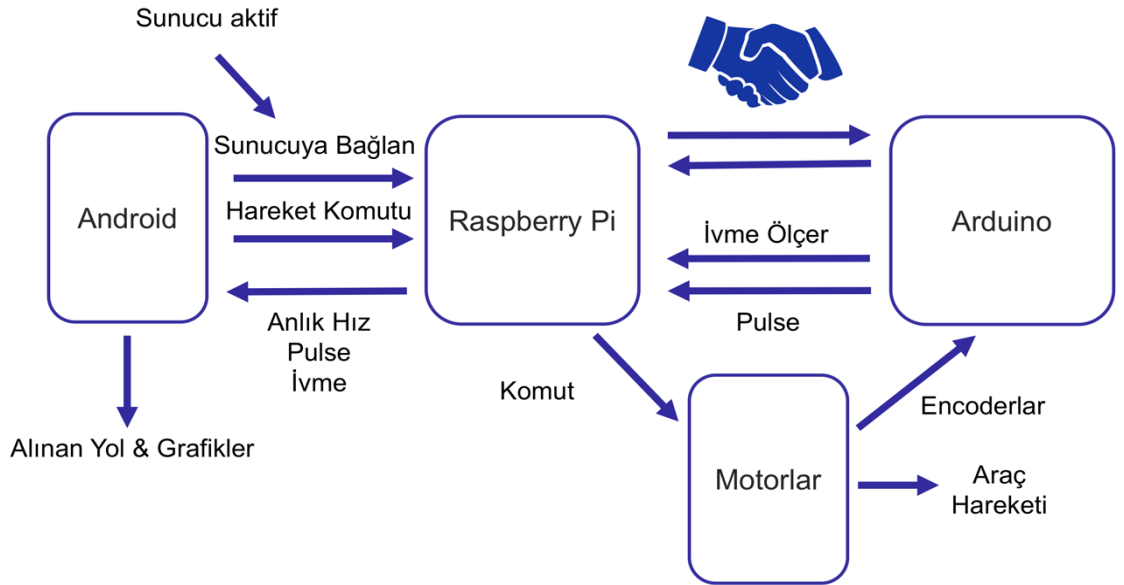 Sunucu aktif
Sunucuya Bağlan
Android
Hareket Komutu
Raspberry Pi
Arduino
İvme Ölçer
Anlık Hız
Pulse
İvme
Pulse
Komut
Encoderlar
Alınan Yol & Grafikler
Motorlar
Araç
Hareketi